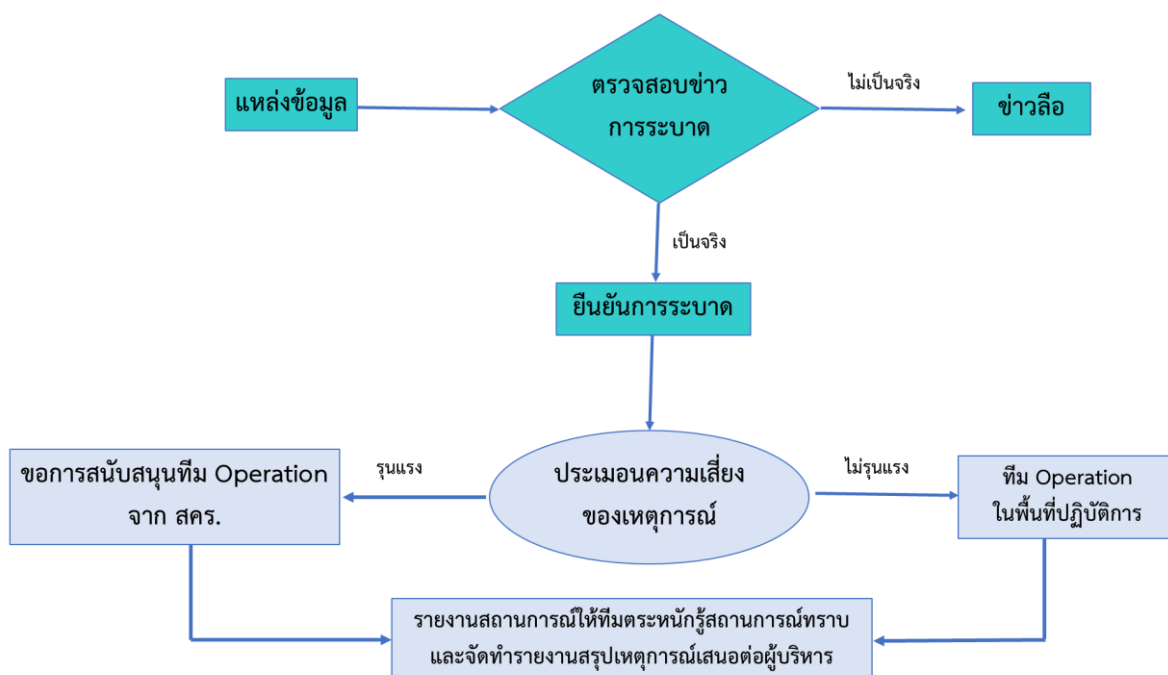 แหล่งข้อมูล
ตรวจสอบข่าว
การระบาด
ไม่เป็นจริง
ข่าวลือ
เป็นจริง
ยืนยันการระบาด
ขอการสนับสนุนทีม Operation
จาก สคร.
รุนแรง
ประเมอนความเสี่ยง
ของเหตุการณ์
ไม่รุนแรง
ทีม Operation
ในพื้นที่ปฏิบัติการ
รายงานสถานการณ์ให้ทีมตระหนักรู้สถานการณ์ทราบ
และจัดทำรายงานสรุปเหตุการณ์เสนอต่อผู้บริหาร